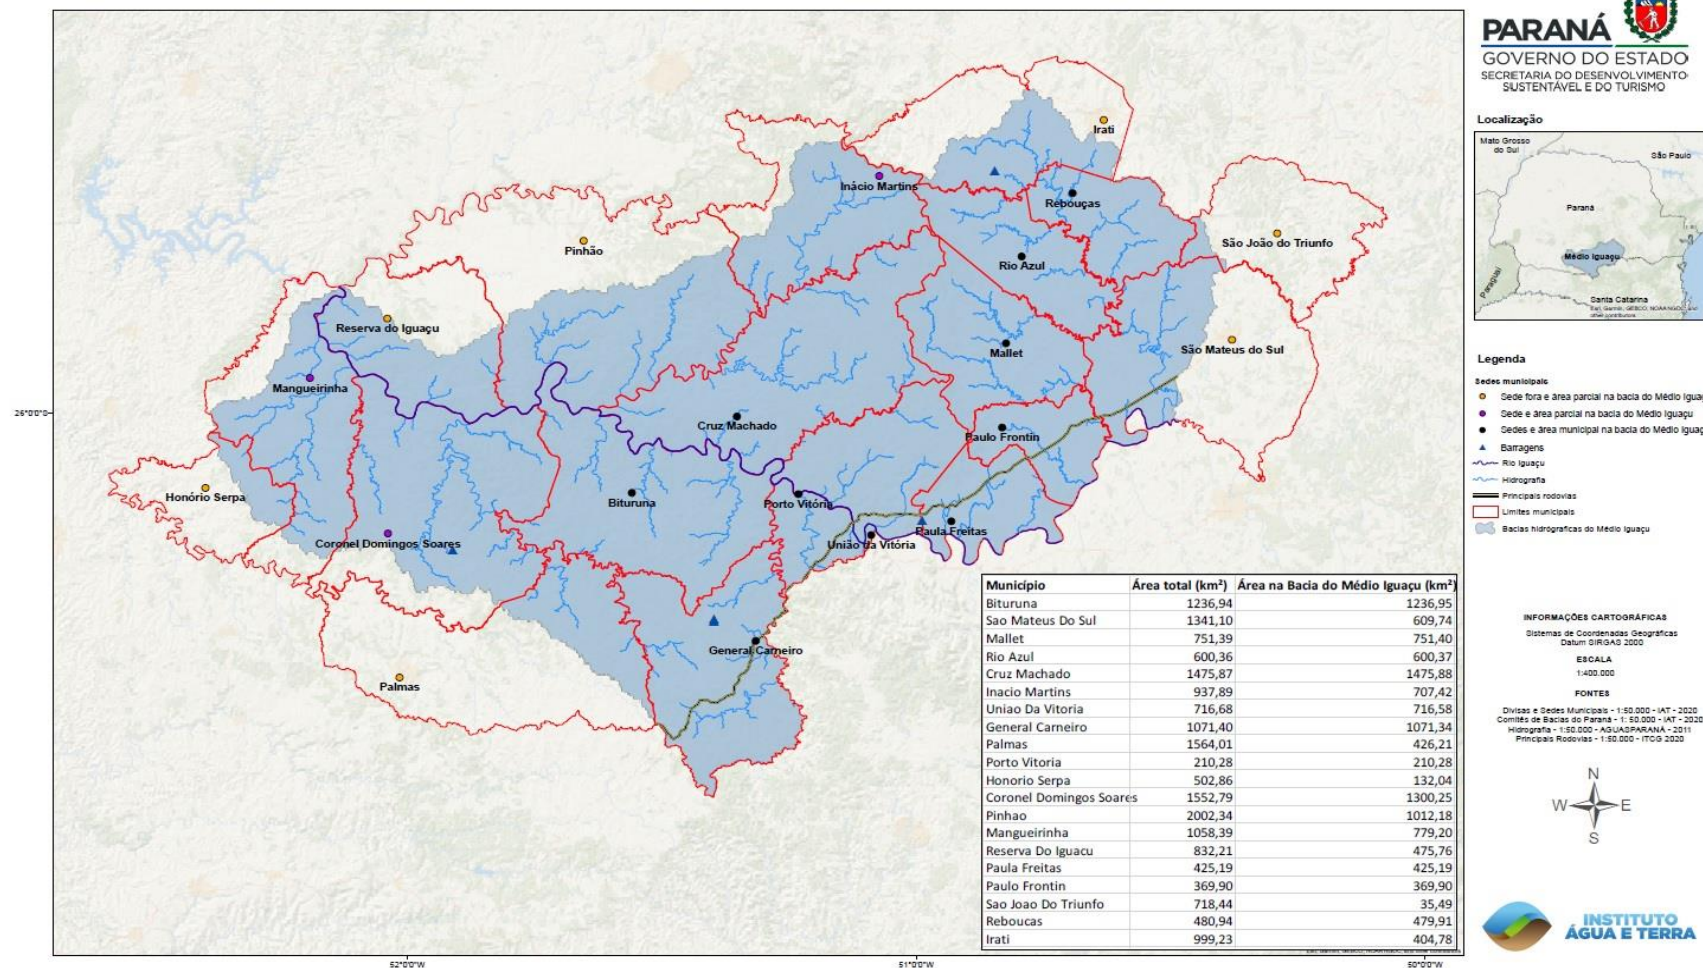 PARANÁ
GOVERNO DO ESTADO
SECRETARIA DO DESENVOLVIMENTO
SUSTENTÁVEL E DO TURISMO
Localização
Mato Grosso
do Sul
São Paulo
Paraná
Médio Iguaçu
Paraguai
Santa Catarina
Esri, Garmin, GEBCO, NOAA NGDC, and
other contributors
Legenda
Sedes municipais
Sede fora e área parcial na bacia do Médio Iguaç
Sede e área parcial na bacia do Médio Iguaçu
Sedes e área municipal na bacia do Médio Iguaç
Barragens
Rio Iguaçu
Hidrografia
Principais rodovias
Limites municipais
Bacias hidrógraficas do Médio Iguaçu
INFORMAÇÕES CARTOGRÁFICAS
Sistemas de Coordenadas Geográficas
Datum SIRGAS 2000
ESCALA
1:400.000
FONTES
Divisas e Sedes Municipais - 1:50.000 - IAT - 2020
Comitês de Bacias do Paraná - 1: 50.000 - IAT - 2020
Hidrografia - 1:50.000 - AGUASPARANÁ - 2011
Principais Rodovias - 1:50.000 - ITCG 2020
N
W E
S
INSTITUTO
ÁGUA E TERRA
Irati
Inácio Martins
Rebouças
São João do Triunfo
Pinhão
Rio Azul
Reserva do Iguaçu
Mallet
São Mateus do Sul
Mangueirinha
26°0'0"S
Cruz Machado
Paulo Frontin
Honório Serpa
Bituruna
Porto Vitória
Coronel Domingos Soares
União da Vitória
Paula Freitas
General Carneiro
Palmas
52°0'0"W
51°0'0"W
50°0'0"W
Município Área total (km²) Área na Bacia do Médio Iguaçu (km²)
Bituruna 1236,94 1236,95
Sao Mateus Do Sul 1341,10 609,74
Mallet 751,39 751,40
Rio Azul 600,36 600,37
Cruz Machado 1475,87 1475,88
Inacio Martins 937,89 707,42
Uniao Da Vitoria 716,68 716,58
General Carneiro 1071,40 1071,34
Palmas 1564,01 426,21
Porto Vitoria 210,28 210,28
Honorio Serpa 502,86 132,04
Coronel Domingos Soares 1552,79 1300,25
Pinhao 2002,34 1012,18
Mangueirinha 1058,39 779,20
Reserva Do Iguacu 832,21 475,76
Paula Freitas 425,19 425,19
Paulo Frontin 369,90 369,90
Sao Joao Do Triunfo 718,44 35,49
Reboucas 480,94 479,91
Irati 999,23 404,78